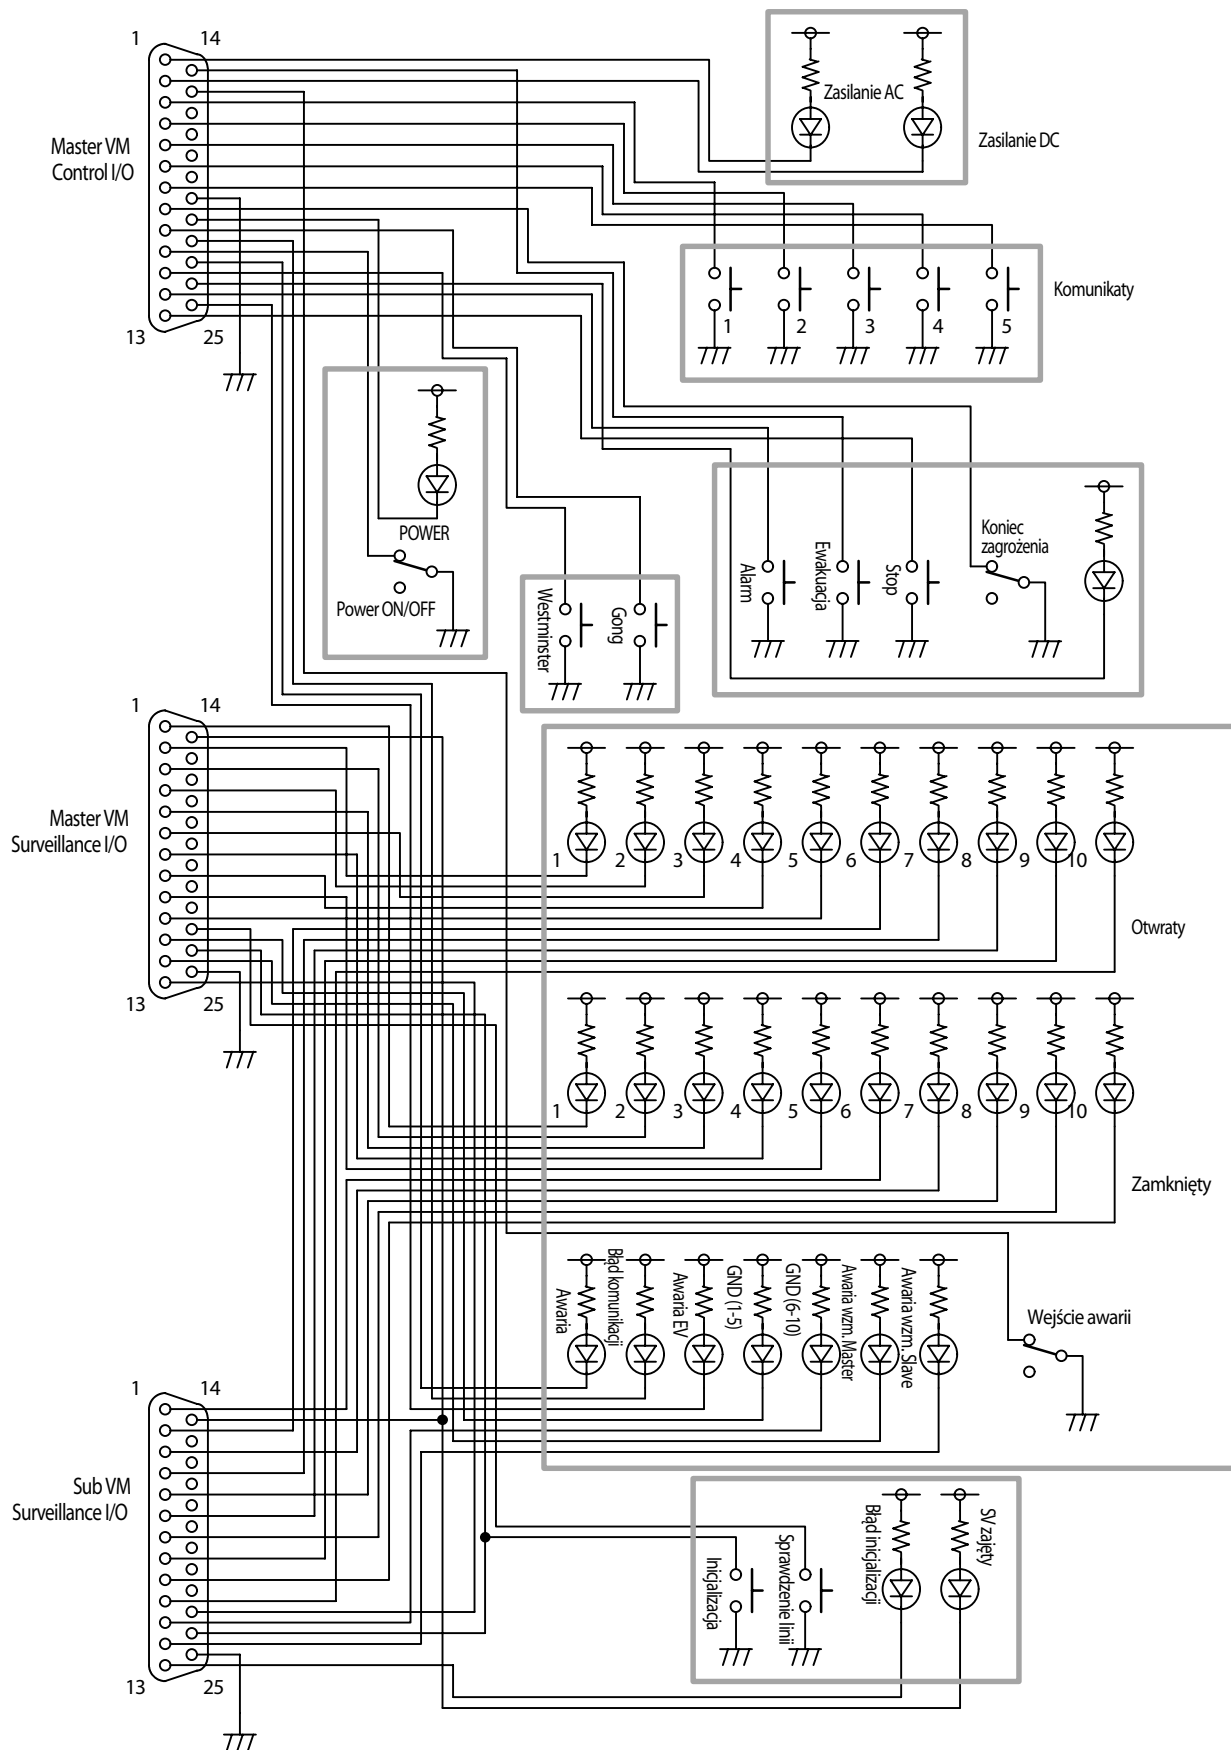 1
14
Zasilanie AC
Zasilanie DC
Master VM
Control I/O
Komunikaty
1
2
3
4
5
13
25
POWER
Power ON/OFF
Westminster
Gong
Alarm
Ewakuacja
Stop
Koniec
zagrożenia
1
14
Master VM
Surveillance I/O
1
2
3
4
5
6
7
8
9
10
Otwraty
13
25
1
2
3
4
5
6
7
8
9
10
Zamknięty
Awaria
Błąd komunikacji
Awaria EV
GND (1-5)
GND (6-10)
Awaria wzm. Master
Awaria wzm. Slave
Wejście awarii
1
14
Sub VM
Surveillance I/O
Inicjalizacja
Sprawdzenie linii
Błąd inicjalizacji
SV zajęty
13
25